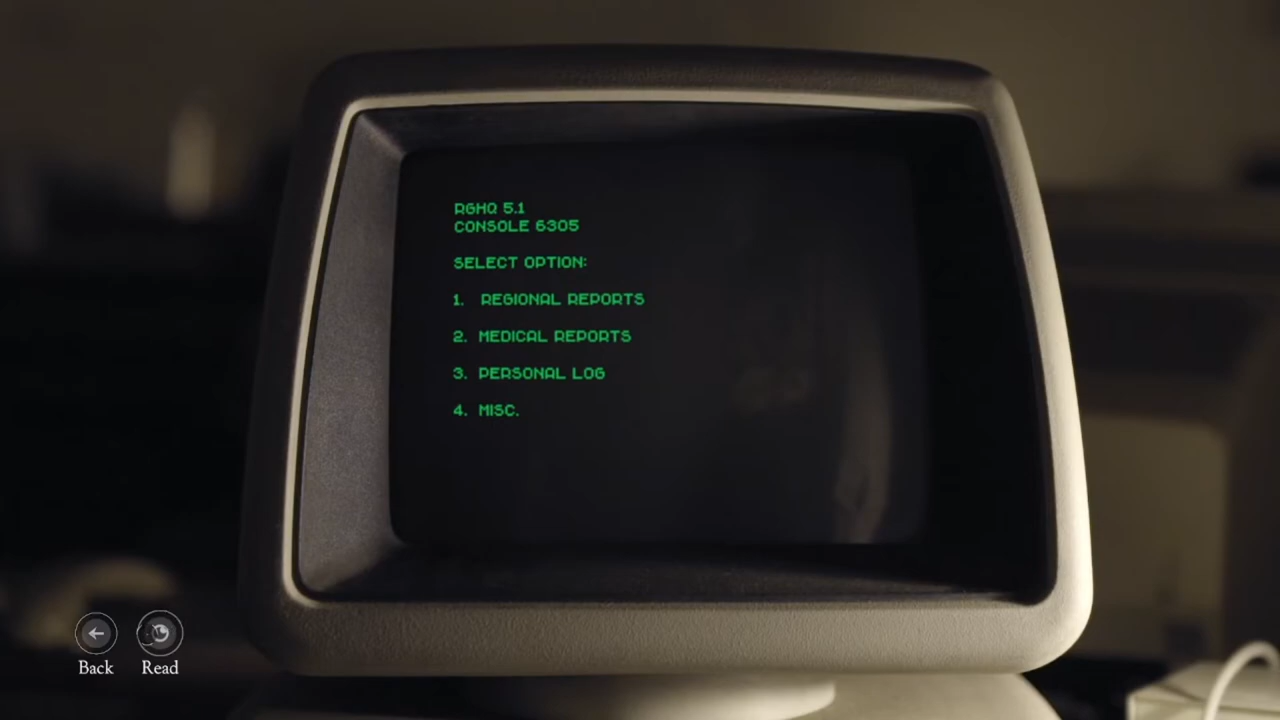 RGHQ 5.1
CONSOLE 6305
SELECT OPTION:
1. REGIONAL REPORTS
2. MEDICAL REPORTS
3. PERSONAL LOG
4. MISC.
Back
Read